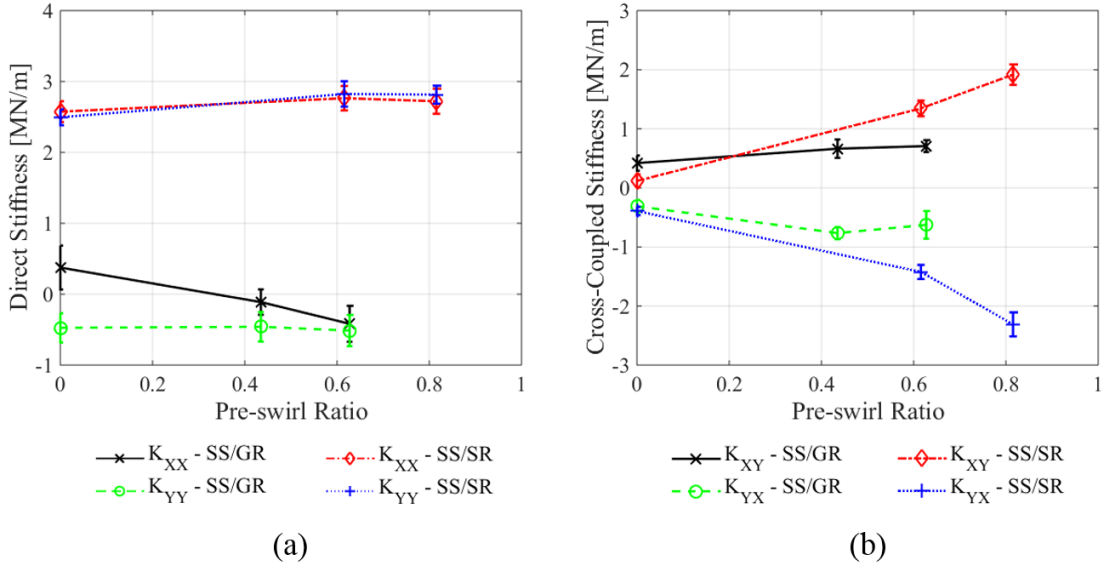 4
3
2
1
0
-1
Direct Stiffness [MN/m]
0 0.2 0.4 0.6 0.8 1
Pre-swirl Ratio
K_XX - SS/GR K_XX - SS/SR
K_YY - SS/GR K_YY - SS/SR
(a)
3
2
1
0
-1
-2
-3
Cross-Coupled Stiffness [MN/m]
0 0.2 0.4 0.6 0.8 1
Pre-swirl Ratio
K_XY - SS/GR K_XY - SS/SR
K_YX - SS/GR K_YX - SS/SR
(b)